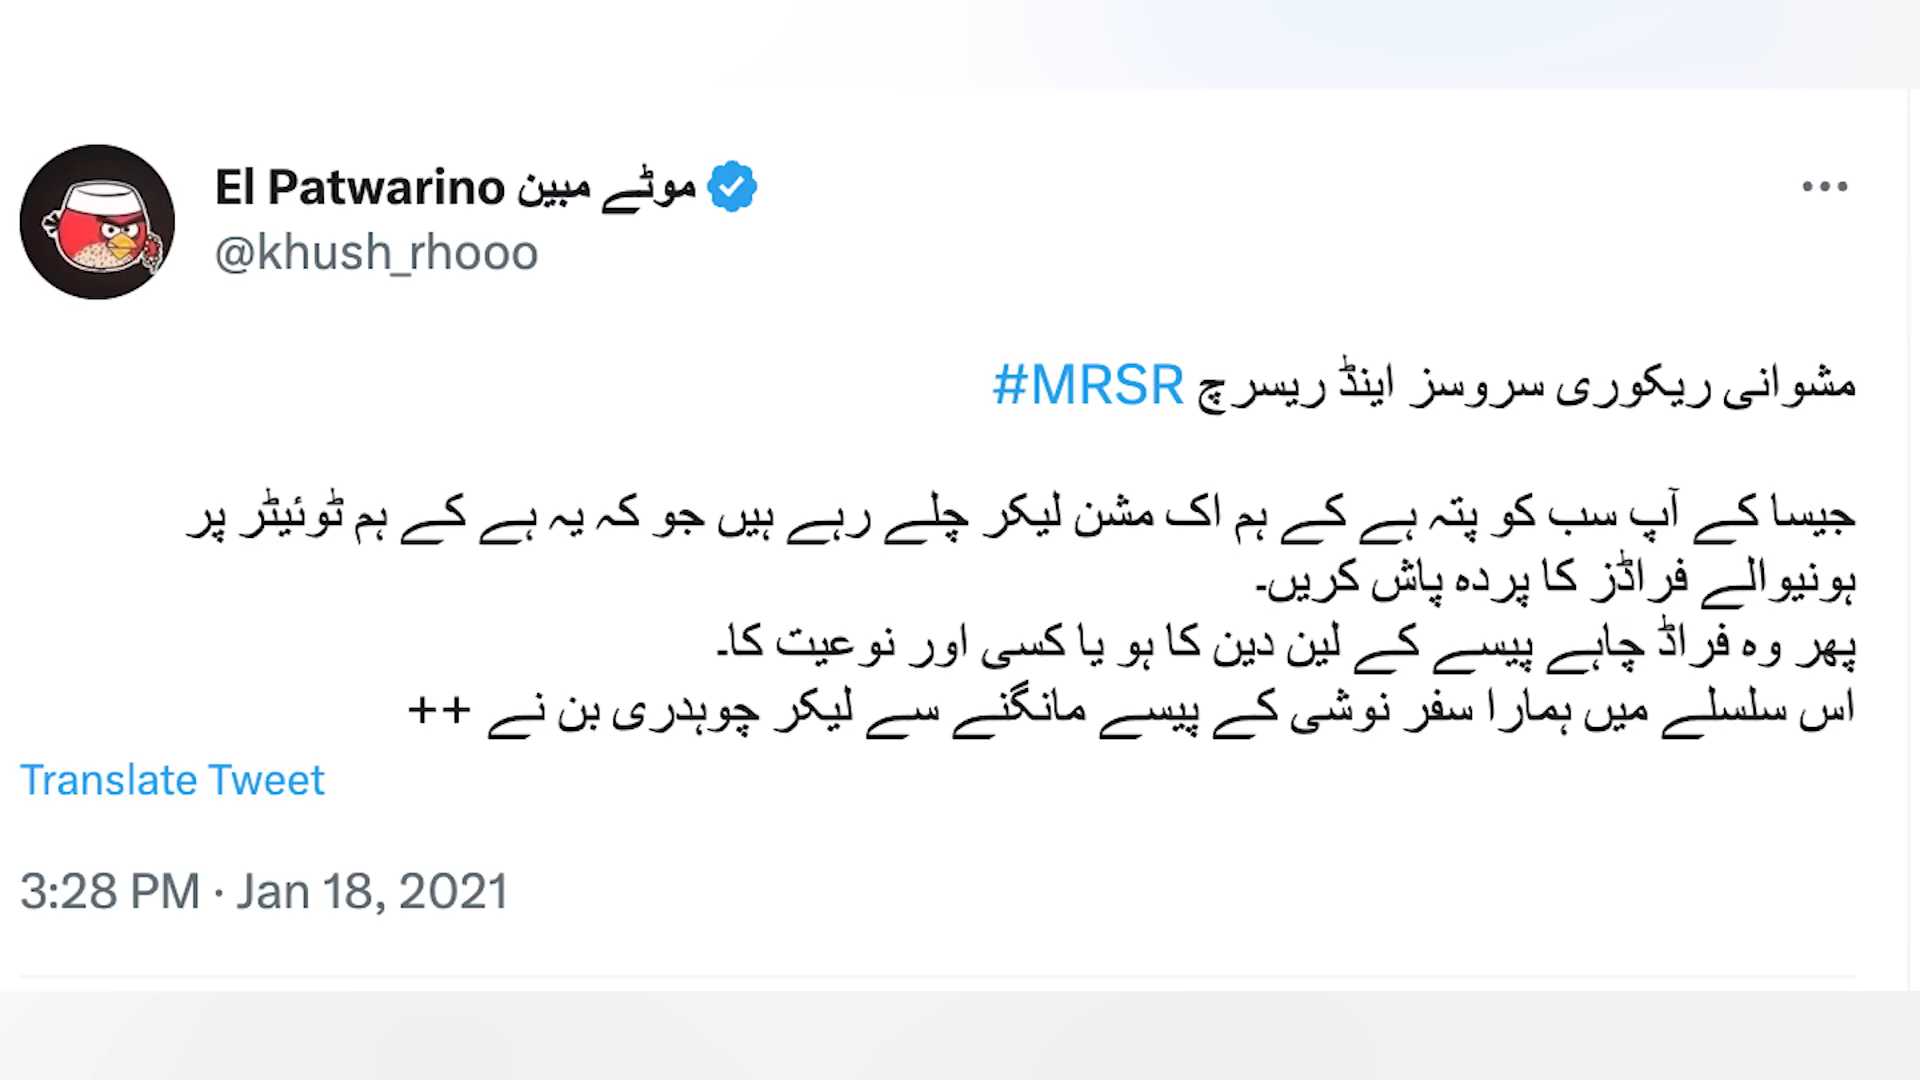 El Patwarino موٹے مبین
@khush_rhooo
مشوانی ریکوری سروسز اینڈ ریسرچ #MRSR
جیسا کے آپ سب کو پتہ ہے کے ہم اک مشن لیکر چلے رہے ہیں جو کہ یہ ہے کے ہم ٹوئیٹر پر
ہونیوالے فراڈز کا پردہ پاش کریں۔
پھر وہ فراڈ چاہے پیسے کے لین دین کا ہو یا کسی اور نوعیت کا۔
اس سلسلے میں ہمارا سفر نوشی کے پیسے مانگنے سے لیکر چوہدری بن نے ++
Translate Tweet
3:28 PM · Jan 18, 2021